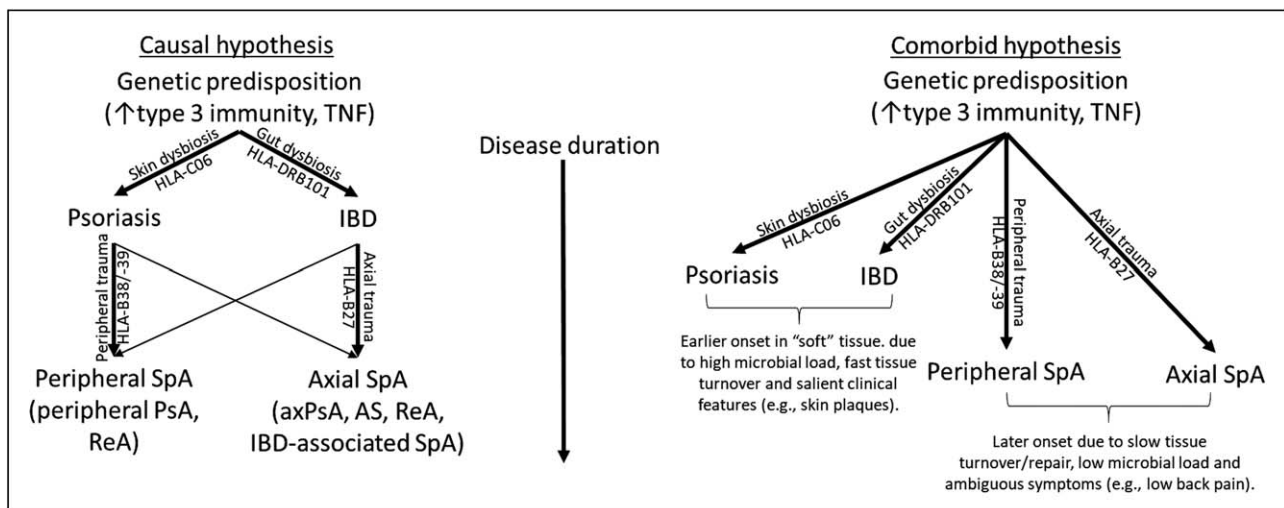 Causal hypothesis
Genetic predisposition
(↑type 3 immunity, TNF)
Skin dysbiosis
HLA-C06
Gut dysbiosis
HLA-DRB101
Psoriasis
IBD
Peripheral trauma
HLA-B38/-39
Axial trauma
HLA-B27
Peripheral SpA
(peripheral PsA,
ReA)
Axial SpA
(axPsA, AS, ReA,
IBD-associated SpA)
Disease duration
Comorbid hypothesis
Genetic predisposition
(↑type 3 immunity, TNF)
Skin dysbiosis
HLA-C06
Gut dysbiosis
HLA-DRB101
Peripheral trauma
HLA-B38/-39
Axial trauma
HLA-B27
Psoriasis
IBD
Earlier onset in “soft” tissue. due
to high microbial load, fast tissue
turnover and salient clinical
features (e.g., skin plaques).
Peripheral SpA
Axial SpA
Later onset due to slow tissue
turnover/repair, low microbial load and
ambiguous symptoms (e.g., low back pain).